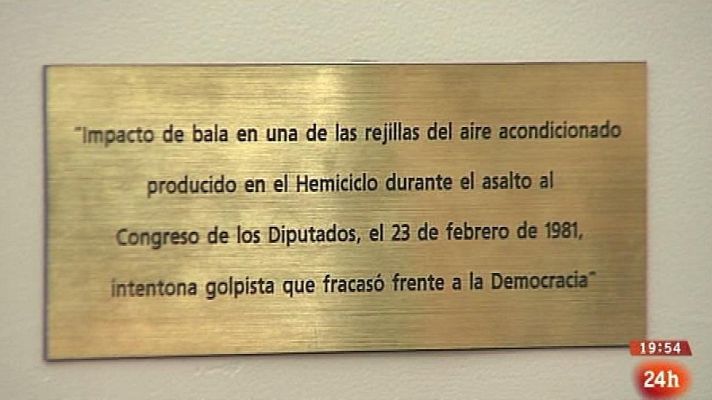 "Impacto de bala en una de las rejillas del aire acondicionado
producido en el Hemiciclo durante el asalto al
Congreso de los Diputados, el 23 de febrero de 1981,
intentona golpista que fracasó frente a la Democracia"
19:54
24h